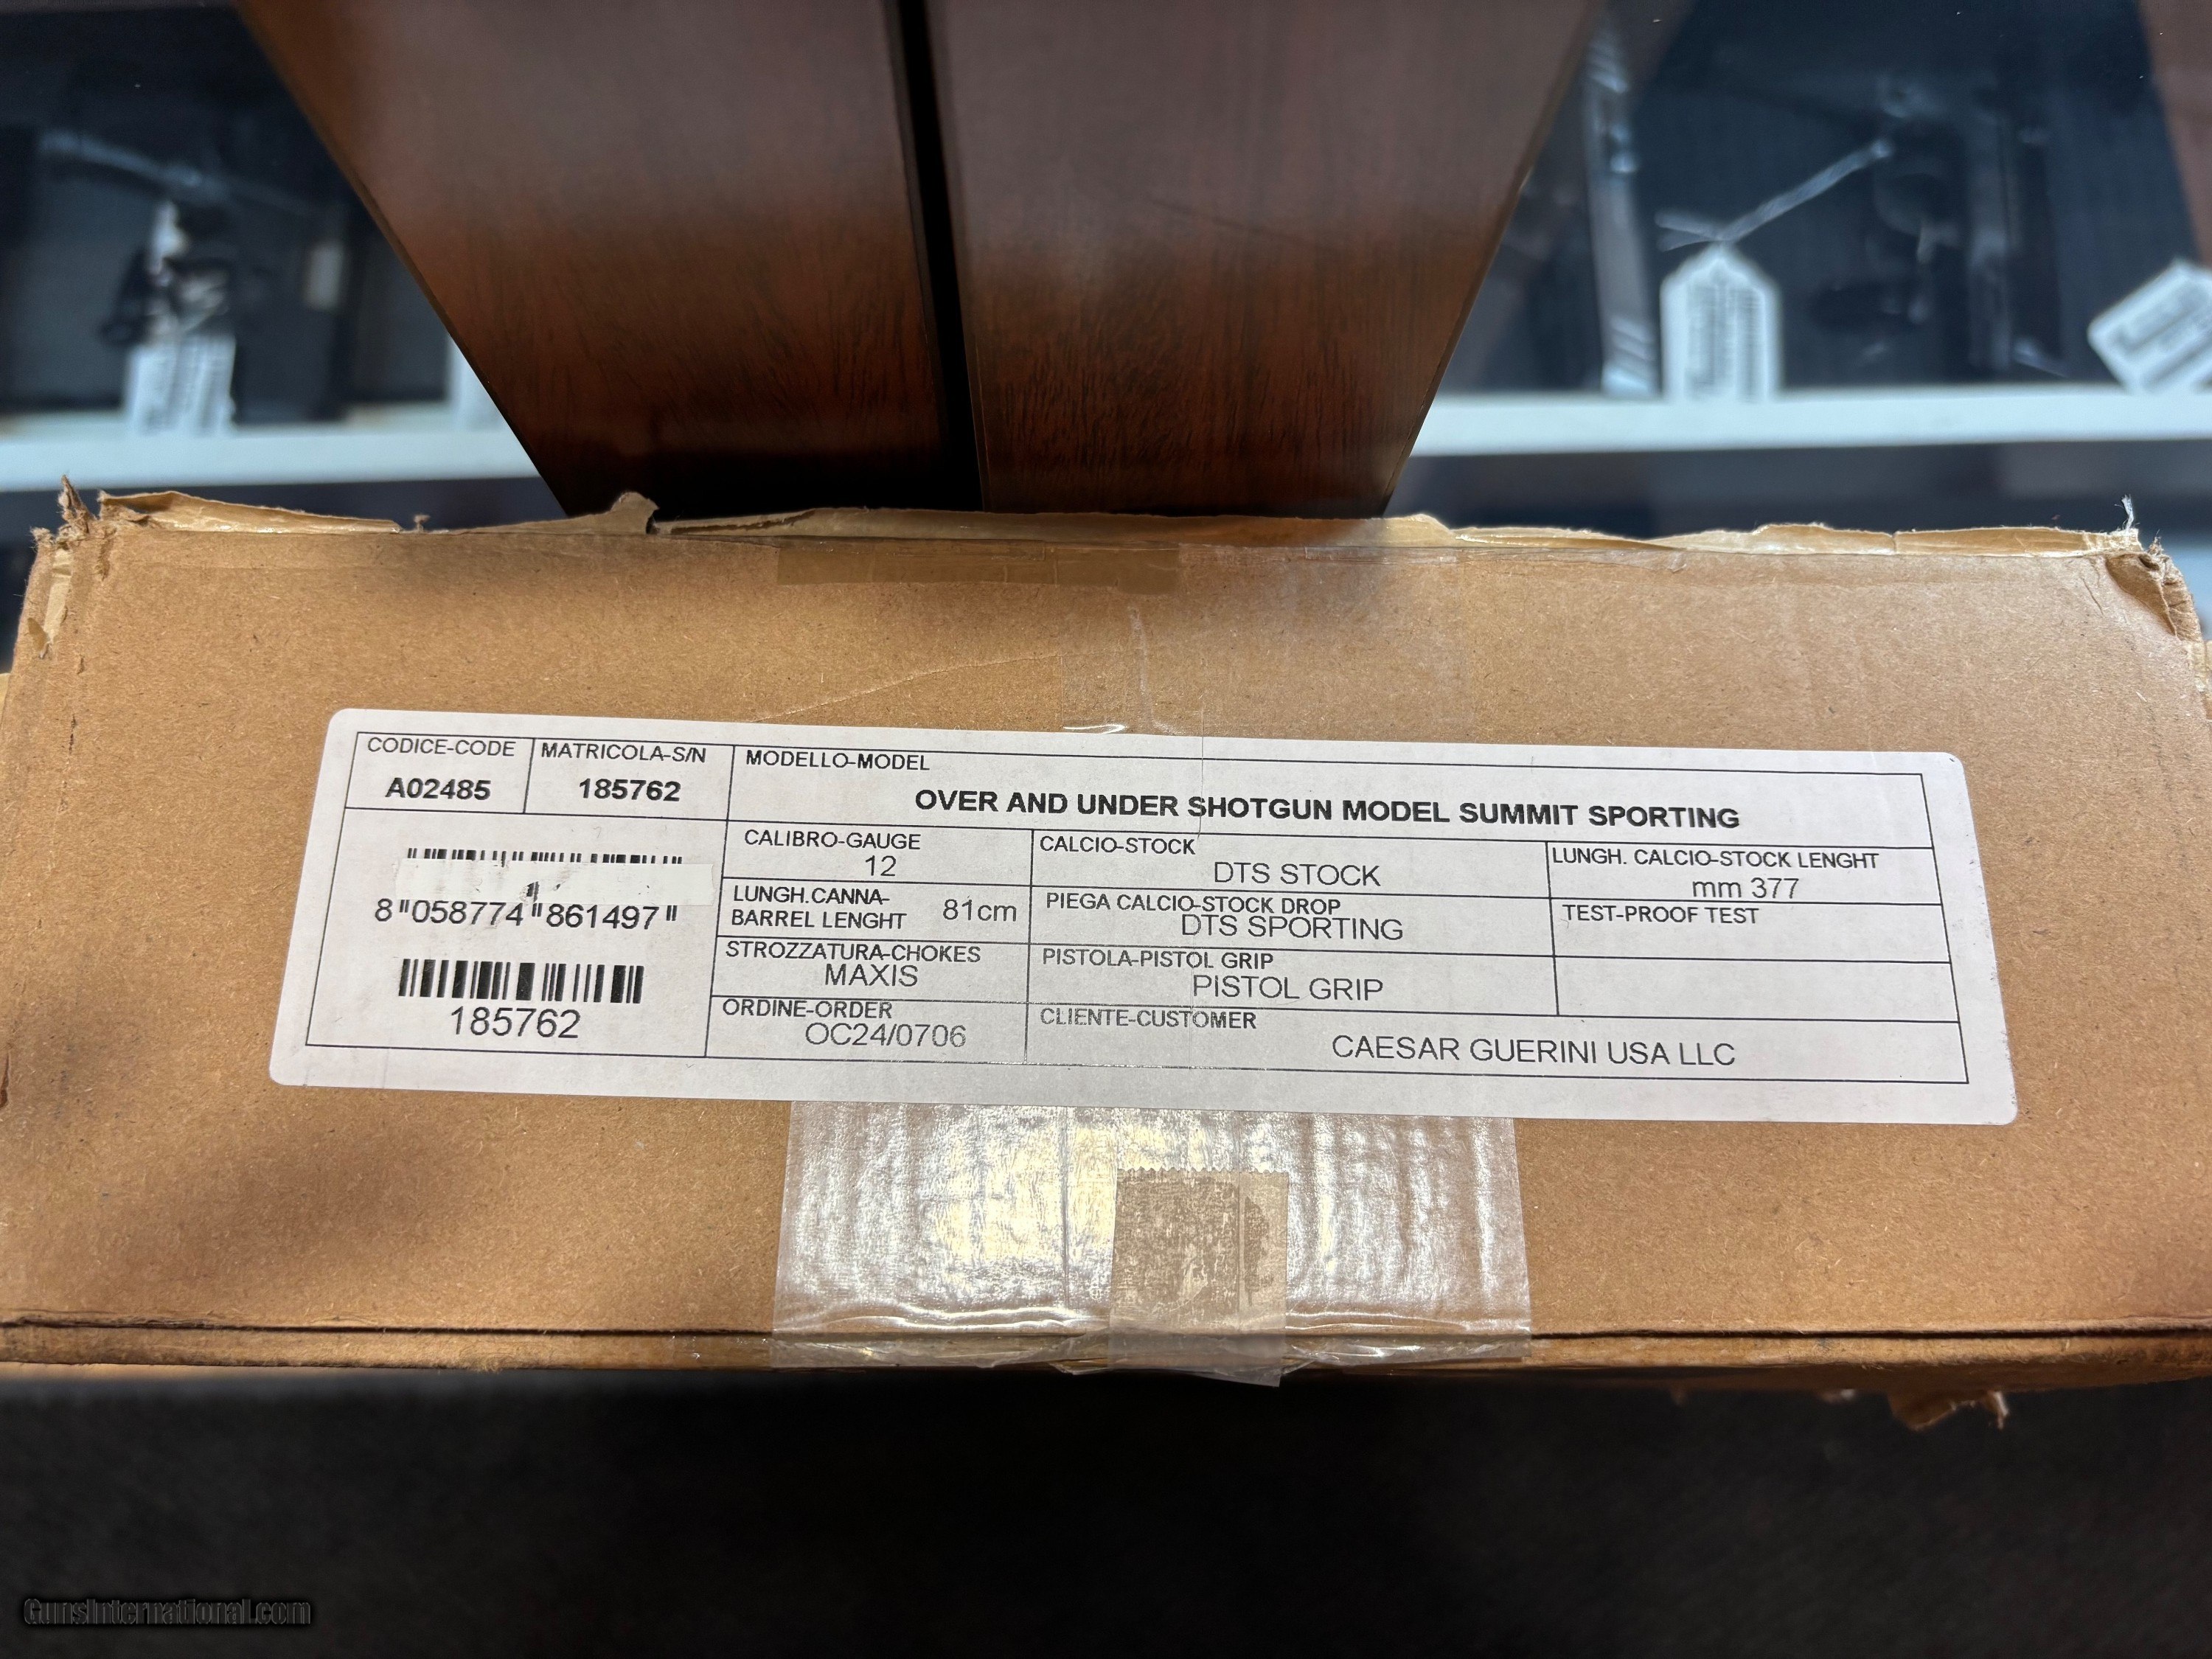 CODICE-CODE
A02485
MATRICOLA-S/N
185762
MODELLO-MODEL
OVER AND UNDER SHOTGUN MODEL SUMMIT SPORTING
8"058774"861497"
185762
CALIBRO-GAUGE
12
CALCIO-STOCK
DTS STOCK
LUNGH. CALCIO-STOCK LENGHT
mm 377
LUNGH.CANNA-
BARREL LENGHT 81cm
PIEGA CALCIO-STOCK DROP
DTS SPORTING
TEST-PROOF TEST
STROZZATURA-CHOKES
MAXIS
PISTOLA-PISTOL GRIP
PISTOL GRIP
ORDINE-ORDER
OC24/0706
CLIENTE-CUSTOMER
CAESAR GUERINI USA LLC
GunsInternational.com